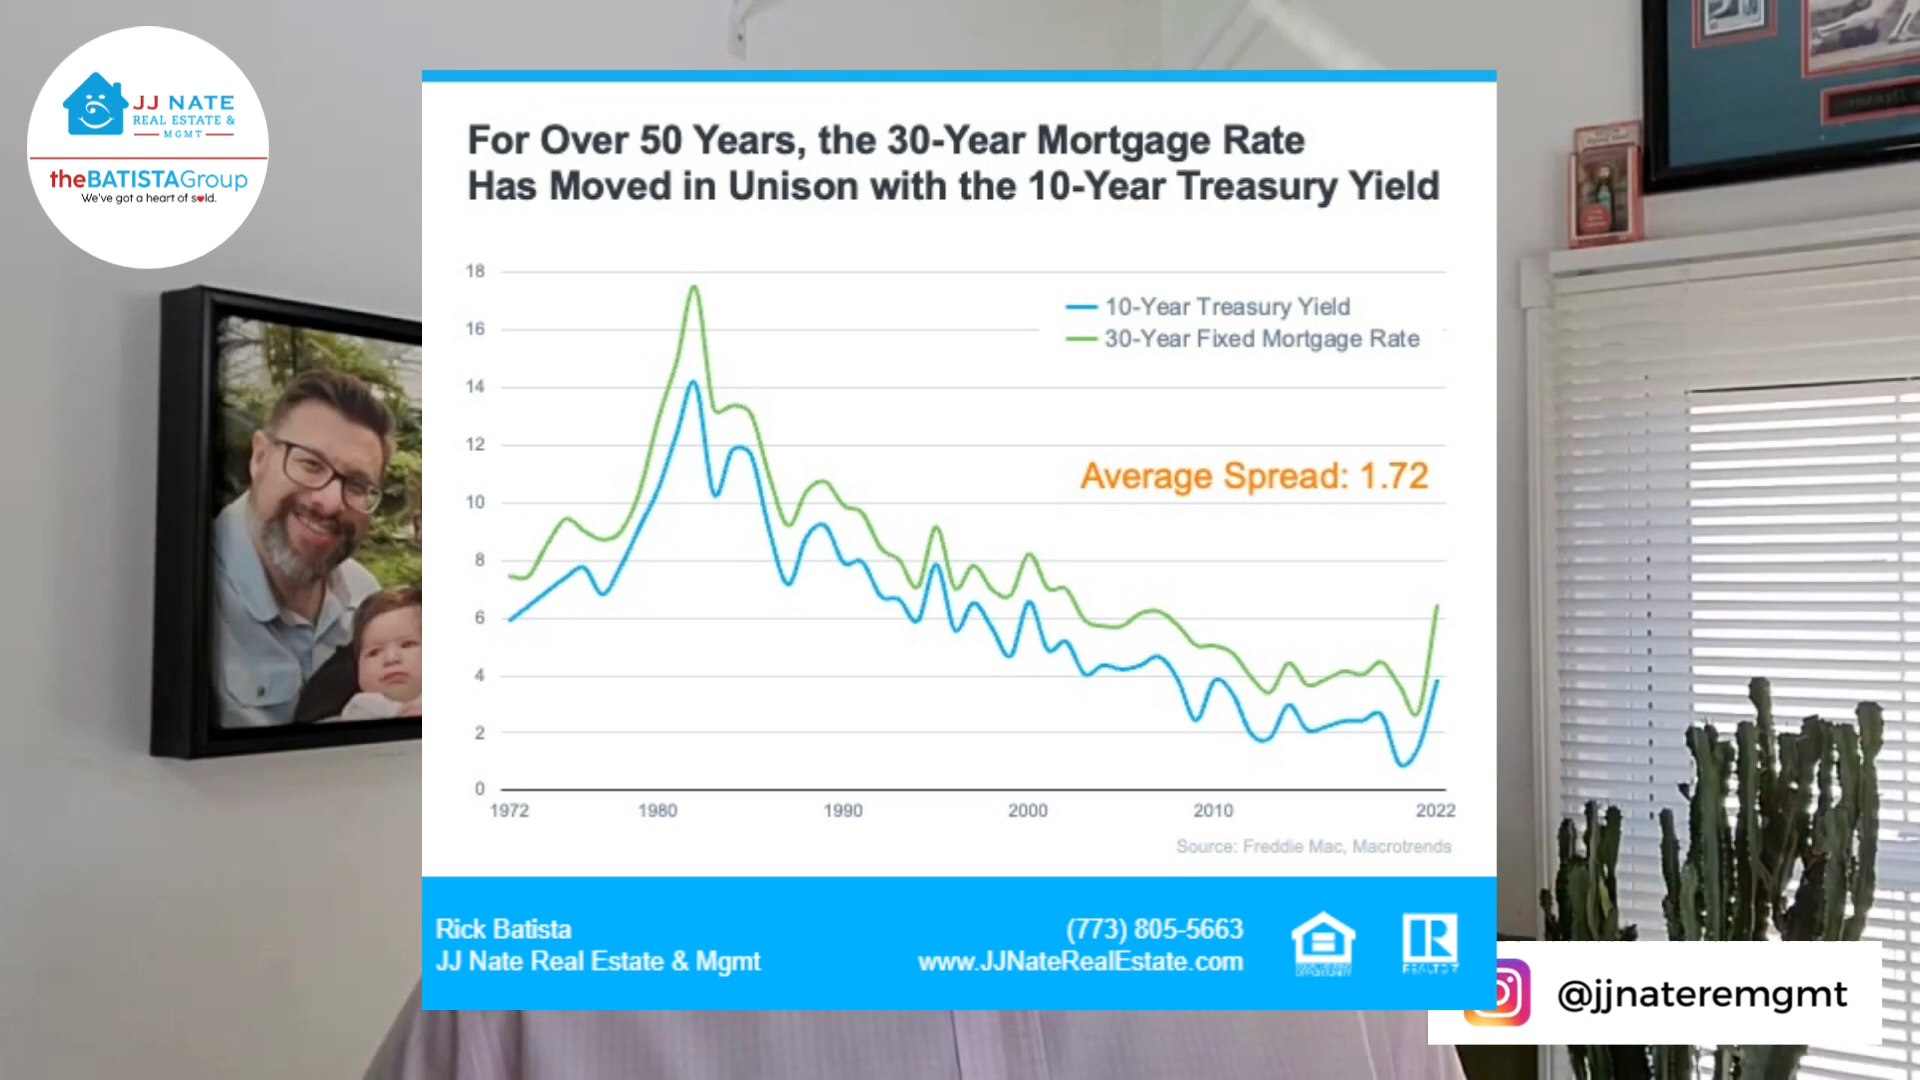 JJ NATE
REAL ESTATE &
MGMT
theBATISTAGroup
We've got a heart of sold.
For Over 50 Years, the 30-Year Mortgage Rate
Has Moved in Unison with the 10-Year Treasury Yield
18
16
14
12
10
8
6
4
2
0
10-Year Treasury Yield
30-Year Fixed Mortgage Rate
Average Spread: 1.72
1972 1980 1990 2000 2010 2022
Source: Freddie Mac, Macrotrends
Rick Batista
JJ Nate Real Estate & Mgmt
(773) 805-5663
www.JJNateRealEstate.com
OPPORTUNITY
REALTOR
@jjnateremgmt